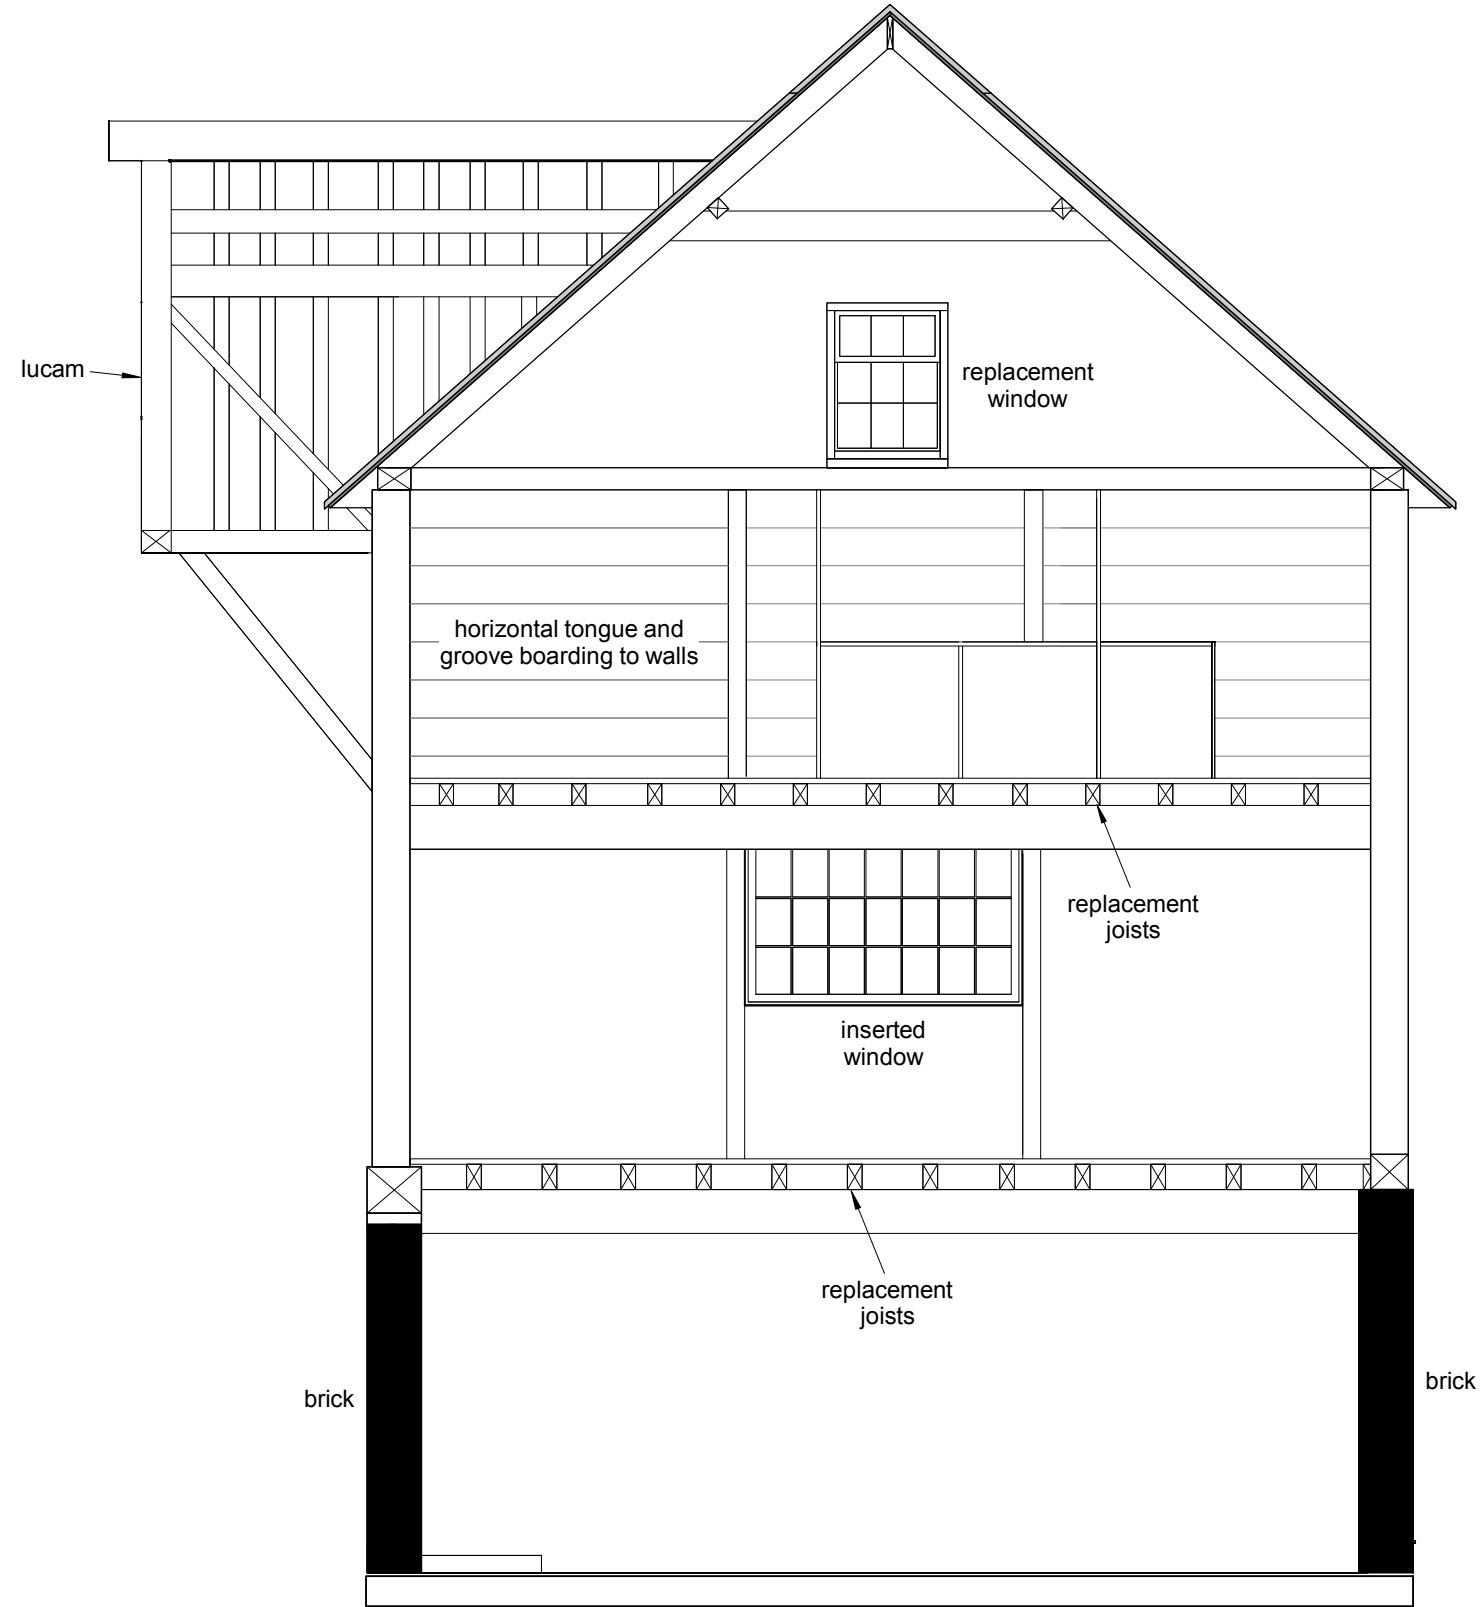 lucam
replacement
window
horizontal tongue and
groove boarding to walls
replacement
joists
inserted
window
replacement
joists
brick
brick